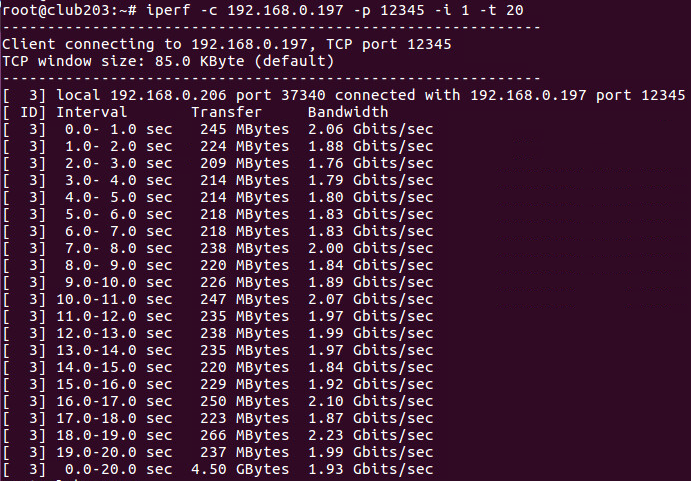 root@club203:~# iperf -c 192.168.0.197 -p 12345 -i 1 -t 20
------------------------------------------------------------
Client connecting to 192.168.0.197, TCP port 12345
TCP window size: 85.0 KByte (default)
------------------------------------------------------------
[  3] local 192.168.0.206 port 37340 connected with 192.168.0.197 port 12345
[ ID] Interval       Transfer     Bandwidth
[  3]  0.0- 1.0 sec   245 MBytes  2.06 Gbits/sec
[  3]  1.0- 2.0 sec   224 MBytes  1.88 Gbits/sec
[  3]  2.0- 3.0 sec   209 MBytes  1.76 Gbits/sec
[  3]  3.0- 4.0 sec   214 MBytes  1.79 Gbits/sec
[  3]  4.0- 5.0 sec   214 MBytes  1.80 Gbits/sec
[  3]  5.0- 6.0 sec   218 MBytes  1.83 Gbits/sec
[  3]  6.0- 7.0 sec   218 MBytes  1.83 Gbits/sec
[  3]  7.0- 8.0 sec   238 MBytes  2.00 Gbits/sec
[  3]  8.0- 9.0 sec   220 MBytes  1.84 Gbits/sec
[  3]  9.0-10.0 sec   226 MBytes  1.89 Gbits/sec
[  3] 10.0-11.0 sec   247 MBytes  2.07 Gbits/sec
[  3] 11.0-12.0 sec   235 MBytes  1.97 Gbits/sec
[  3] 12.0-13.0 sec   238 MBytes  1.99 Gbits/sec
[  3] 13.0-14.0 sec   235 MBytes  1.97 Gbits/sec
[  3] 14.0-15.0 sec   220 MBytes  1.84 Gbits/sec
[  3] 15.0-16.0 sec   229 MBytes  1.92 Gbits/sec
[  3] 16.0-17.0 sec   250 MBytes  2.10 Gbits/sec
[  3] 17.0-18.0 sec   223 MBytes  1.87 Gbits/sec
[  3] 18.0-19.0 sec   266 MBytes  2.23 Gbits/sec
[  3] 19.0-20.0 sec   237 MBytes  1.99 Gbits/sec
[  3]  0.0-20.0 sec  4.50 GBytes  1.93 Gbits/sec